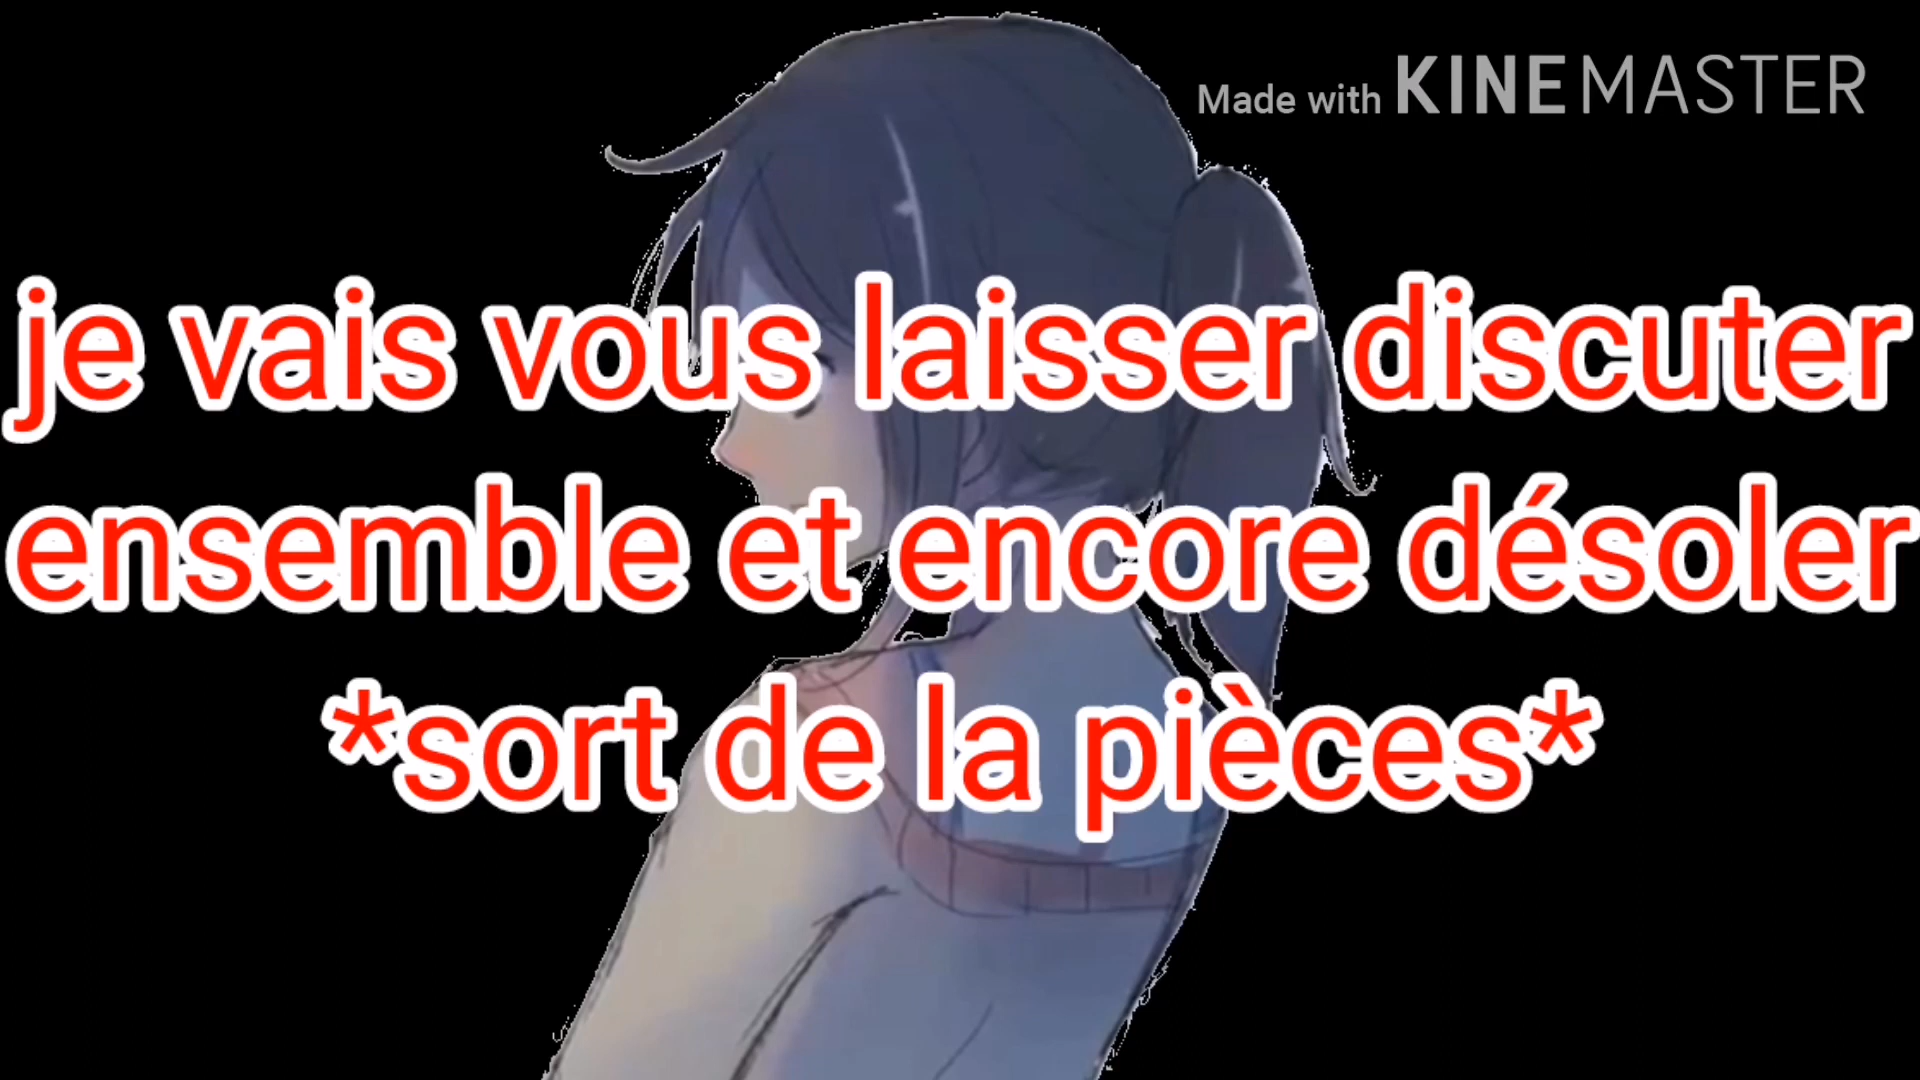 Made with KINEMASTER
je vais vous laisser discuter
ensemble et encore désoler
*sort de la pièces*